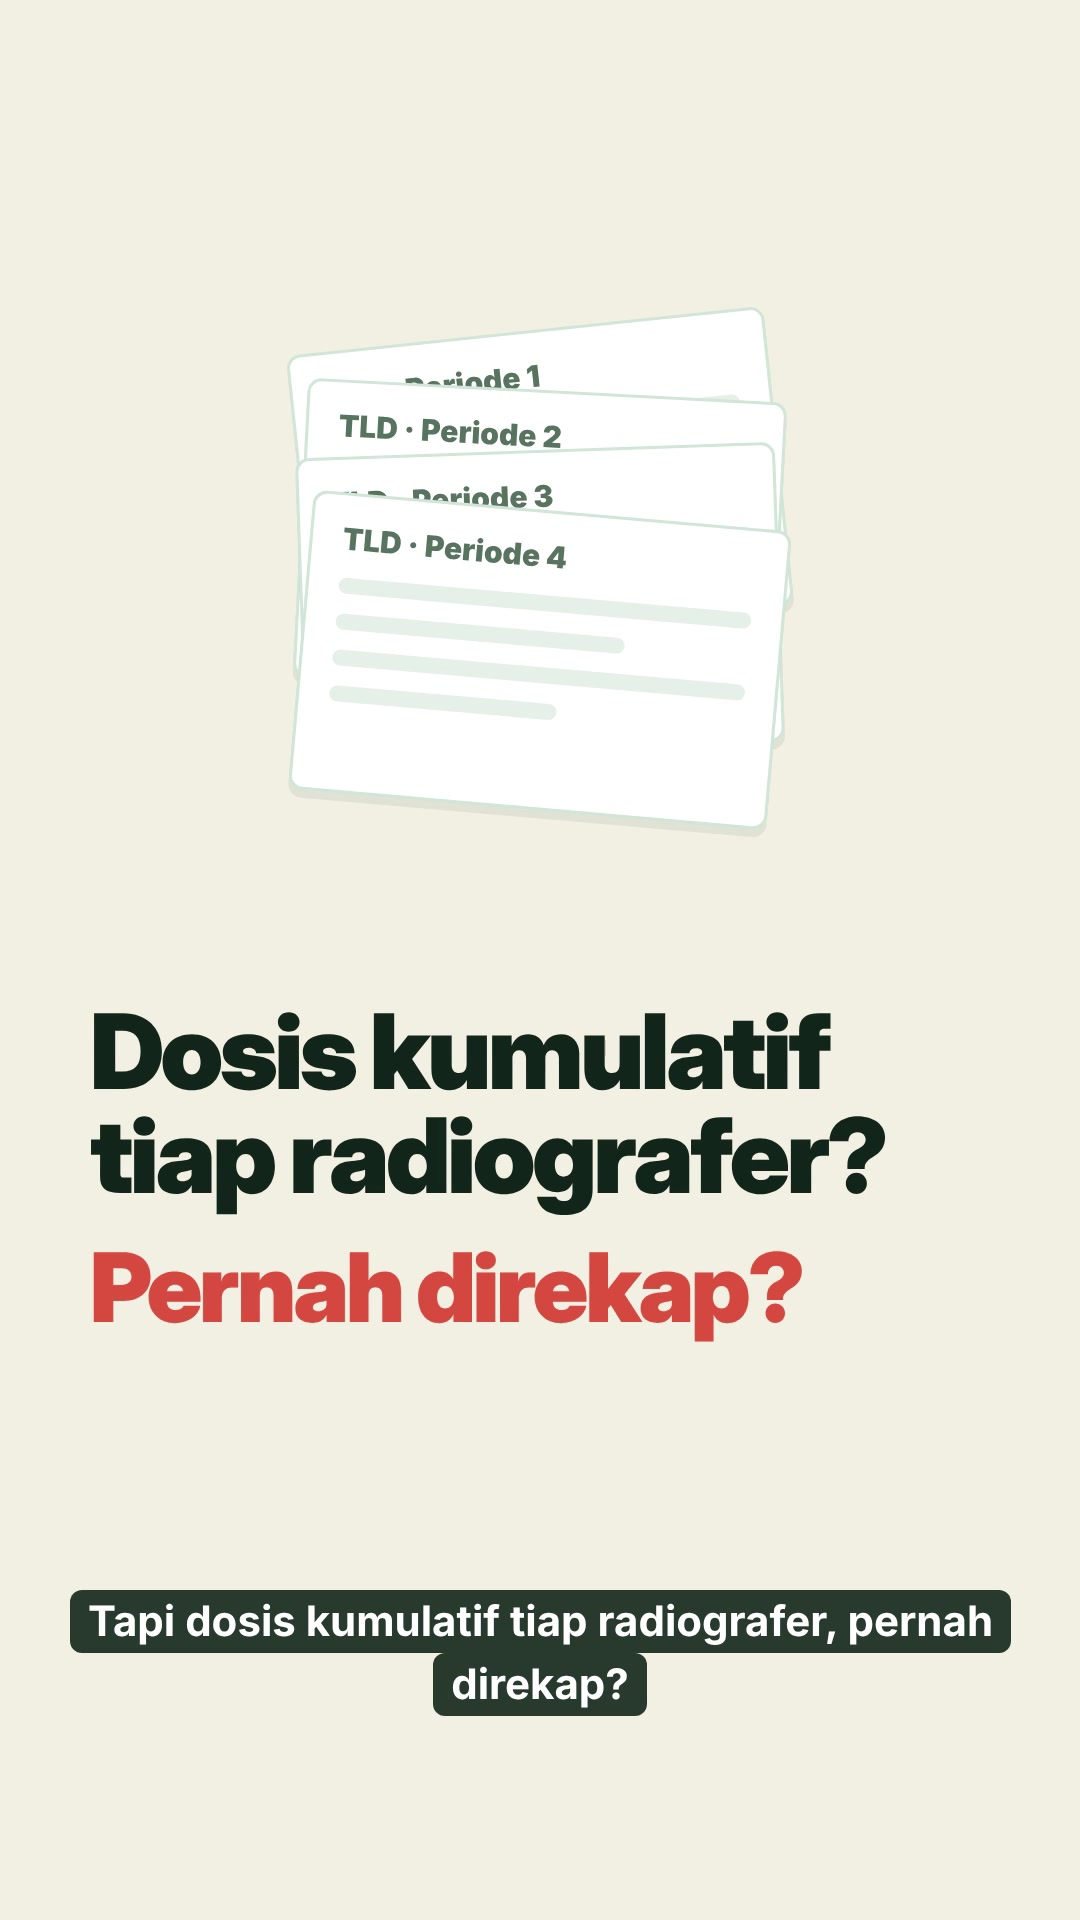 Periode 1
TLD · Periode 2
TLD · Periode 3
TLD · Periode 4
Dosis kumulatif
tiap radiografer?
Pernah direkap?
Tapi dosis kumulatif tiap radiografer, pernah
direkap?